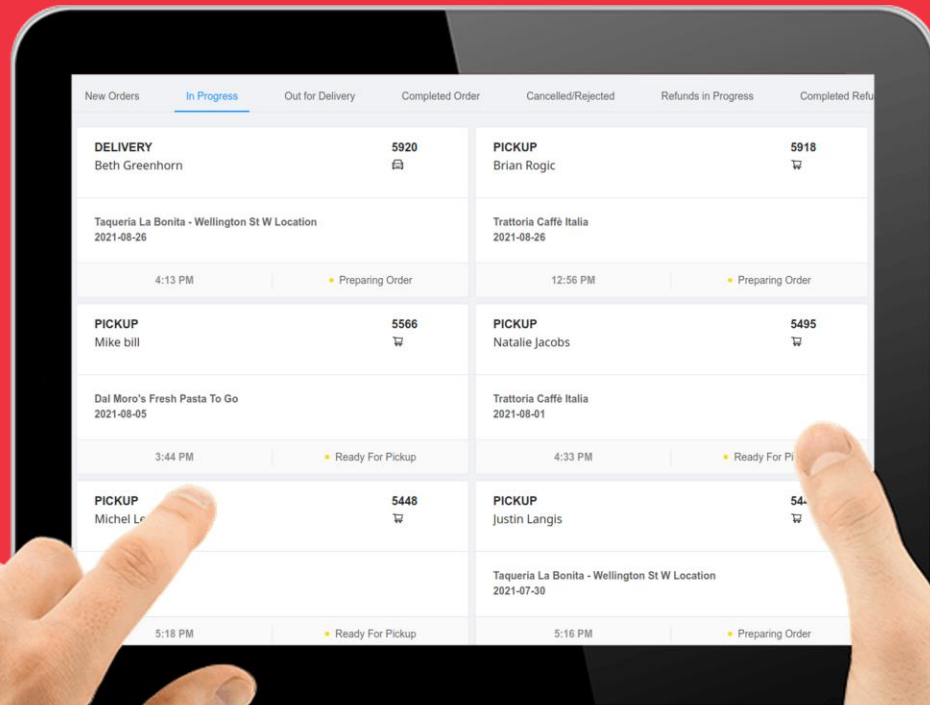 New Orders In Progress Out for Delivery Completed Order Cancelled/Rejected Refunds in Progress Completed
DELIVERY 5920
Beth Greenhorn
Taqueria La Bonita - Wellington St W Location
2021-08-26
4:13 PM Preparing Order
PICKUP 5918
Brian Rogic
Trattoria Caffè Italia
2021-08-26
12:56 PM Preparing Order
PICKUP 5566
Mike bill
Dal Moro's Fresh Pasta To Go
2021-08-05
3:44 PM Ready For Pickup
PICKUP 5495
Natalie Jacobs
Trattoria Caffè Italia
2021-08-01
4:33 PM Ready For
PICKUP 5448
Michel
5:18 PM Ready For Pickup
PICKUP
Justin Langis
Taqueria La Bonita - Wellington St W Location
2021-07-30
5:16 PM Preparing Order